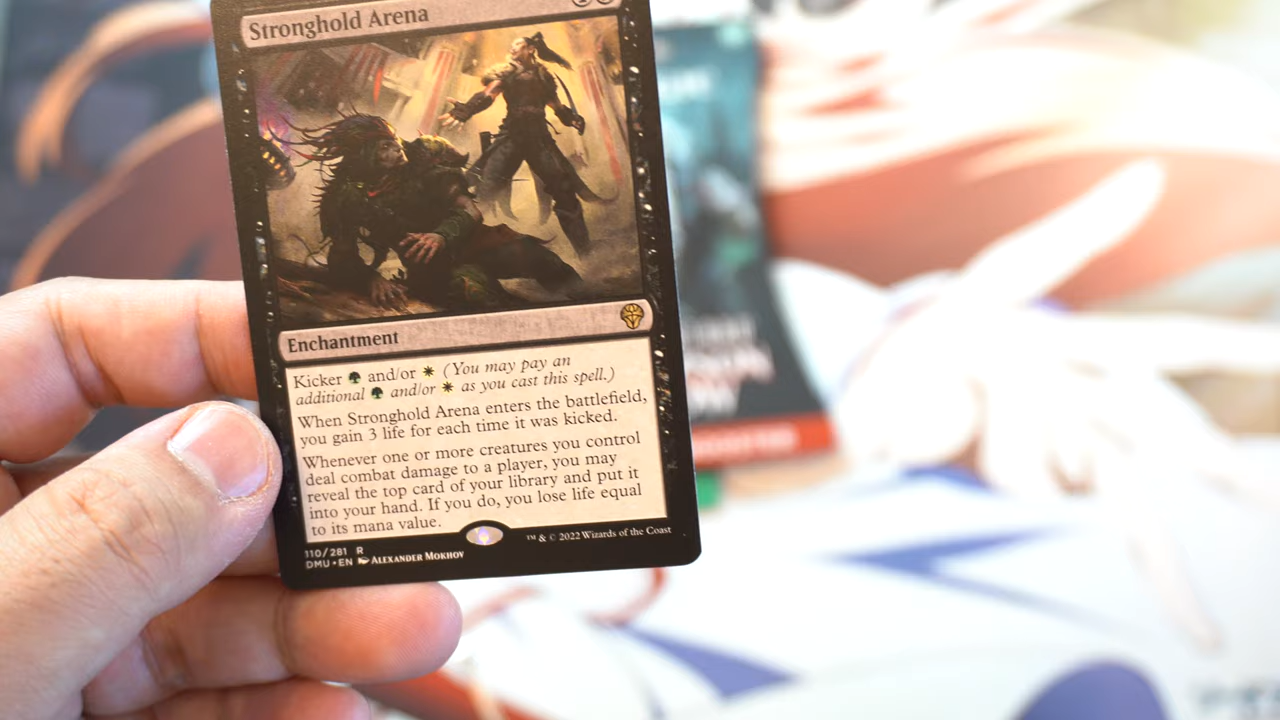 Stronghold Arena
Enchantment
Kicker and/or (You may pay an
additional and/or as you cast this spell.)
When Stronghold Arena enters the battlefield,
you gain 3 life for each time it was kicked.
Whenever one or more creatures you control
deal combat damage to a player, you may
reveal the top card of your library and put it
into your hand. If you do, you lose life equal
to its mana value.
110/281 R
DMU • EN ALEXANDER MOKHOV
™ & © 2022 Wizards of the Coast